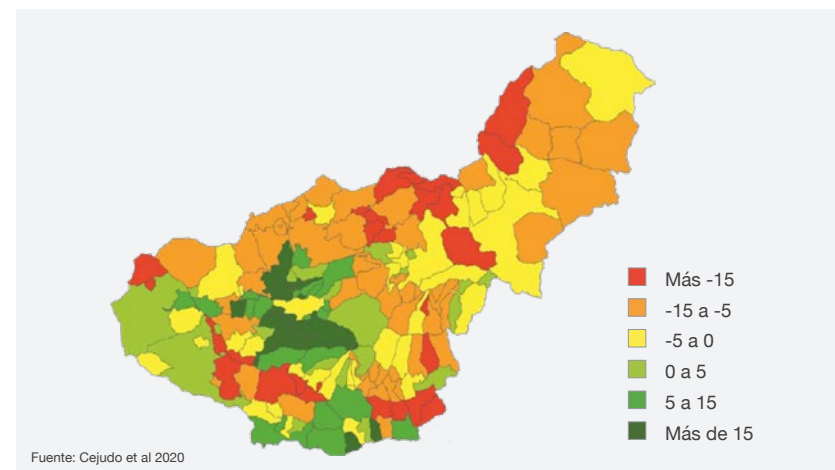 Más -15
-15 a -5
-5 a 0
0 a 5
5 a 15
Más de 15
Fuente: Cejudo et al 2020